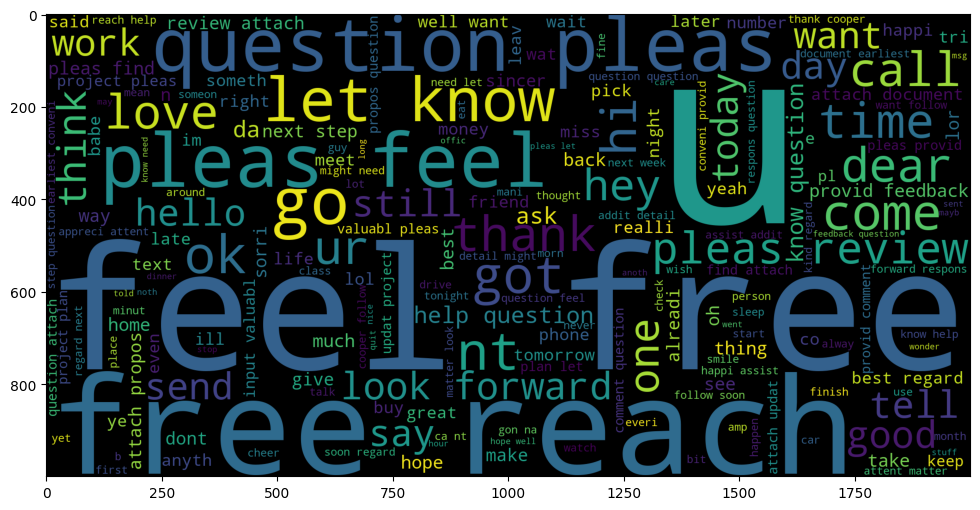 0
200
400
600
800
0 250 500 750 1000 1250 1500 1750
said reach help review attach well want wait later number thank cooper happi
work question pleas want tri
leav wat fine document earliest msg
pleas find project pleas someth sincer question question day call
mean n someon right need let pick care attach document
may love let know propos question hi want follow
think babe da next step eat money miss night u today conveni provid respons question time lor
im guy offic long pleas let next week e pleas provid
know need pleas feel meet might need back hey yeah know question dear
around lot mani thought pl provid feedback
way hello go still friend ask addit detail come sent nayb
appreci attent valuabl pleas thank realli assist addit feedback question
late ok sorri ur life best detail might morn pleas review
step question earliest conveni text class lol got wish find attach kind regard forward respons
feel free
told noth dinner drive tonight question feel anoth check person
project plan minut home ill input valuabl updat project help question phone never one alreadi oh sleep co provid comment know help
regard next place even stop much cooper follow quit nice nt tomorrow went start alway wonder
question attach attach propos send give look forward matter look plan let smile thing happi assist best regard
talk see follow soon finish use
free reach
yet ye buy great comment question everi amp tell
dont say ca nt gon na hope well happen car good month
b first anyth cheer soon regard hope hour make watch bit take keep stuff attent matter
attach updat